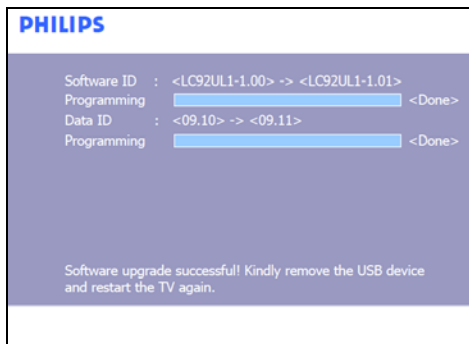 PHILIPS
Software ID : <LC92UL1-1.00> -> <LC92UL1-1.01>
Programming <Done>
Data ID : <09.10> -> <09.11>
Programming <Done>
Software upgrade successful! Kindly remove the USB device
and restart the TV again.